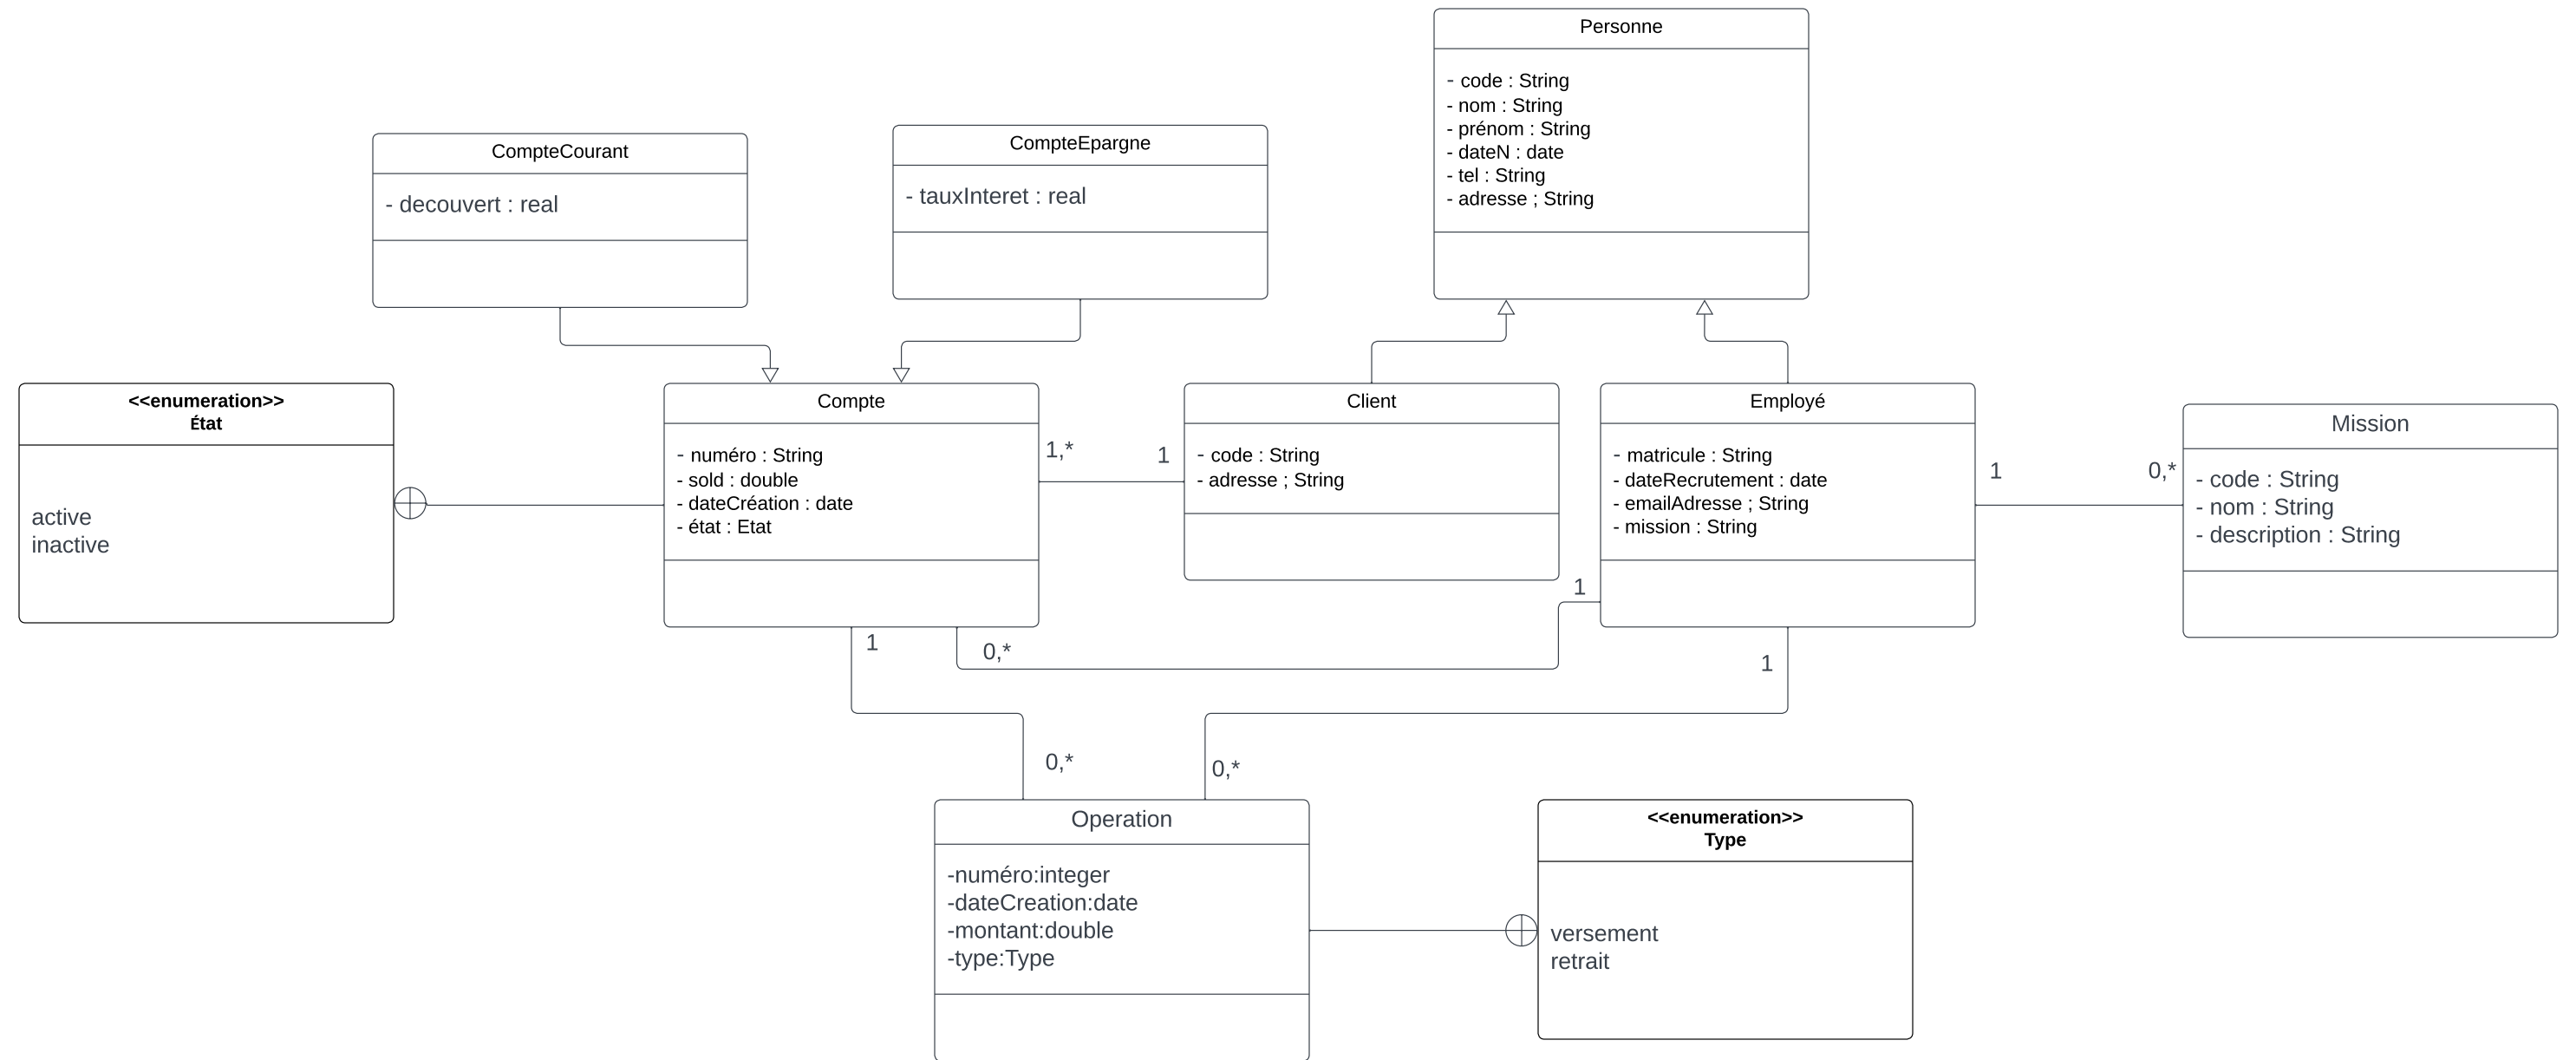 Personne
- code : String
- nom : String
- prénom : String
- dateN : date
- tel : String
- adresse ; String
CompteCourant
- decouvert : real
CompteEpargne
- tauxInteret : real
<<enumeration>>
État
active
inactive
Compte
- numéro : String
- sold : double
- dateCréation : date
- état : Etat
1,*
1
Client
- code : String
- adresse ; String
Employé
- matricule : String
- dateRecrutement : date
- emailAdresse ; String
- mission : String
1
0,*
Mission
- code : String
- nom : String
- description : String
1
1
0,*
1
0,*
0,*
Operation
-numéro:integer
-dateCreation:date
-montant:double
-type:Type
<<enumeration>>
Type
versement
retrait